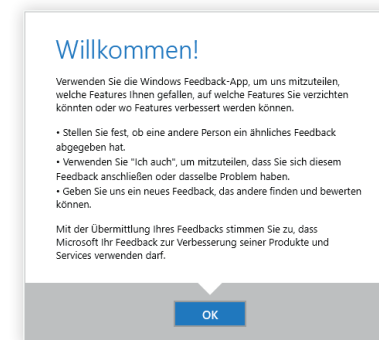 Willkommen!
Verwenden Sie die Windows Feedback-App, um uns mitzuteilen,
welche Features Ihnen gefallen, auf welche Features Sie verzichten
könnten oder wo Features verbessert werden können.
• Stellen Sie fest, ob eine andere Person ein ähnliches Feedback
abgegeben hat.
• Verwenden Sie "Ich auch", um mitzuteilen, dass Sie sich diesem
Feedback anschließen oder dasselbe Problem haben.
• Geben Sie uns ein neues Feedback, das andere finden und bewerten
können.
Mit der Übermittlung Ihres Feedbacks stimmen Sie zu, dass
Microsoft Ihr Feedback zur Verbesserung seiner Produkte und
Services verwenden darf.
OK